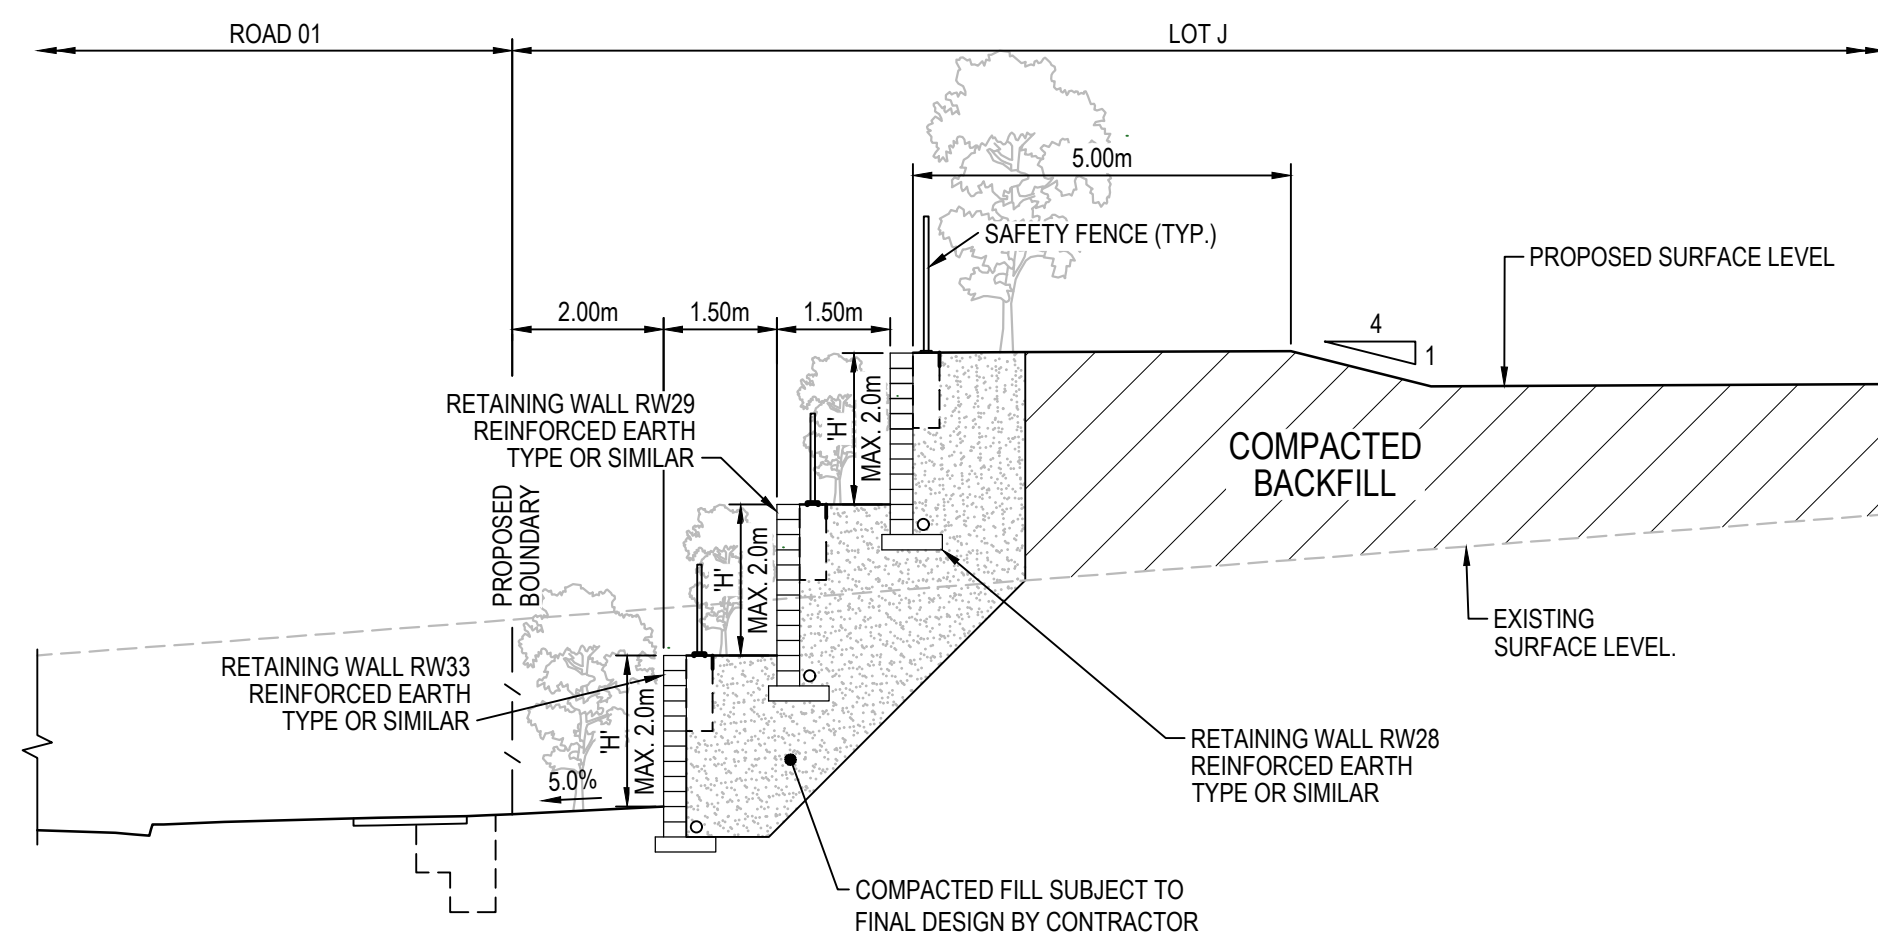 ROAD 01
LOT J
5.00m
SAFETY FENCE (TYP.)
PROPOSED SURFACE LEVEL
2.00m
1.50m
1.50m
4
1
RETAINING WALL RW29
REINFORCED EARTH
TYPE OR SIMILAR
'H'
MAX. 2.0m
COMPACTED
BACKFILL
PROPOSED
BOUNDARY
'H'
MAX. 2.0m
EXISTING
SURFACE LEVEL.
RETAINING WALL RW33
REINFORCED EARTH
TYPE OR SIMILAR
'H'
MAX. 2.0m
5.0%
RETAINING WALL RW28
REINFORCED EARTH
TYPE OR SIMILAR
COMPACTED FILL SUBJECT TO
FINAL DESIGN BY CONTRACTOR